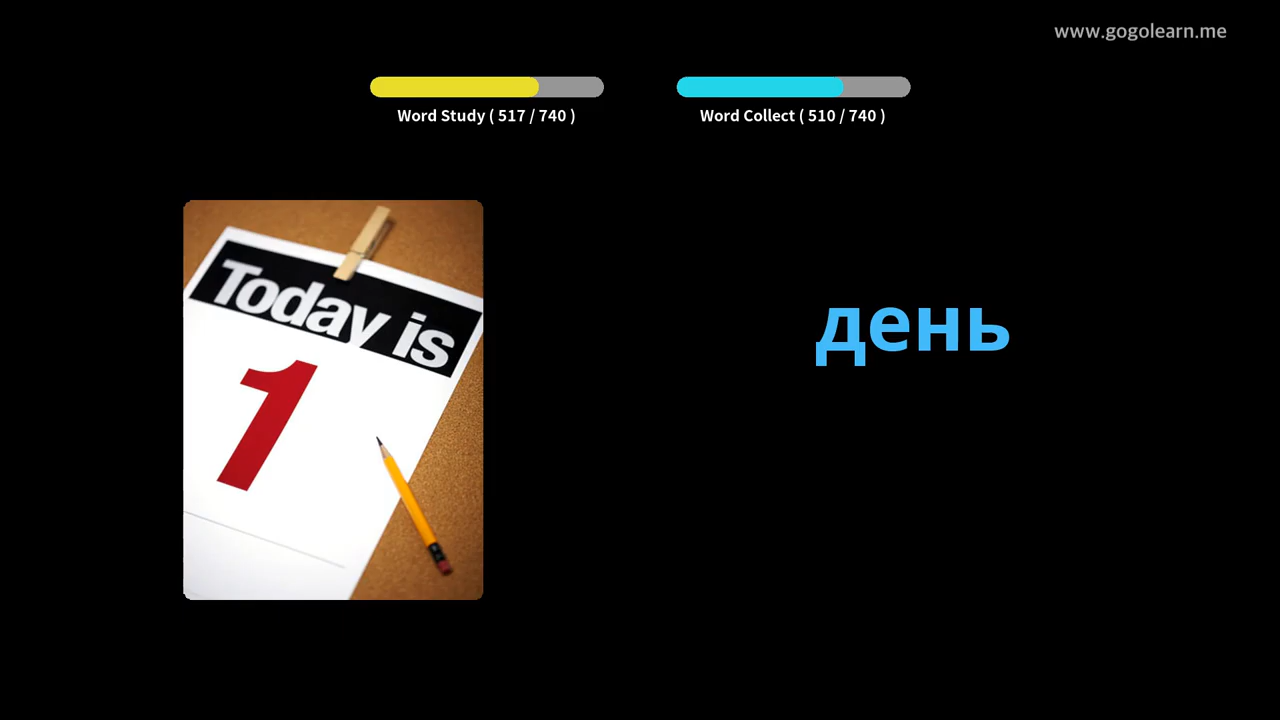 www.gogolearn.me
Word Study ( 517 / 740 )
Word Collect ( 510 / 740 )
Today is
1
день